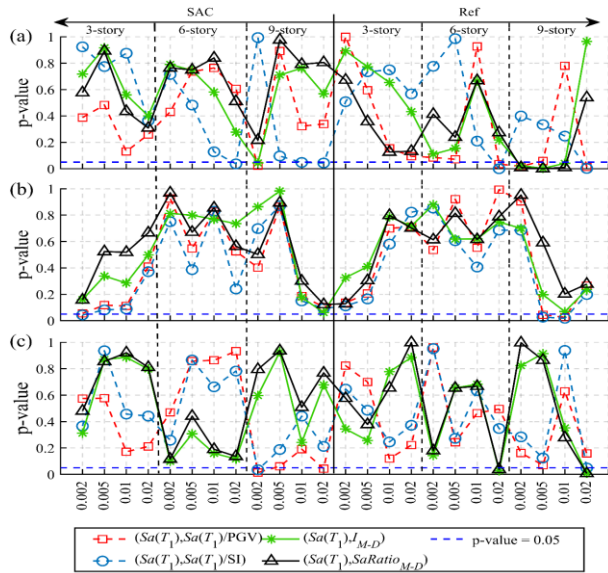 SAC Ref
3-story 6-story 9-story 3-story 6-story 9-story
(a)
p-value
1
0.8
0.6
0.4
0.2
0
(b)
p-value
1
0.8
0.6
0.4
0.2
0
(c)
p-value
1
0.8
0.6
0.4
0.2
0
0.002 0.005 0.01 0.02 0.002 0.005 0.01 0.02 0.002 0.005 0.01 0.02 0.002 0.005 0.01 0.02 0.002 0.005 0.01 0.02 0.002 0.005 0.01 0.02
(Sa(T₁),Sa(T₁)/PGV) (Sa(T₁),I_M-D) p-value = 0.05
(Sa(T₁),Sa(T₁)/SI) (Sa(T₁),SaRatio_M-D)